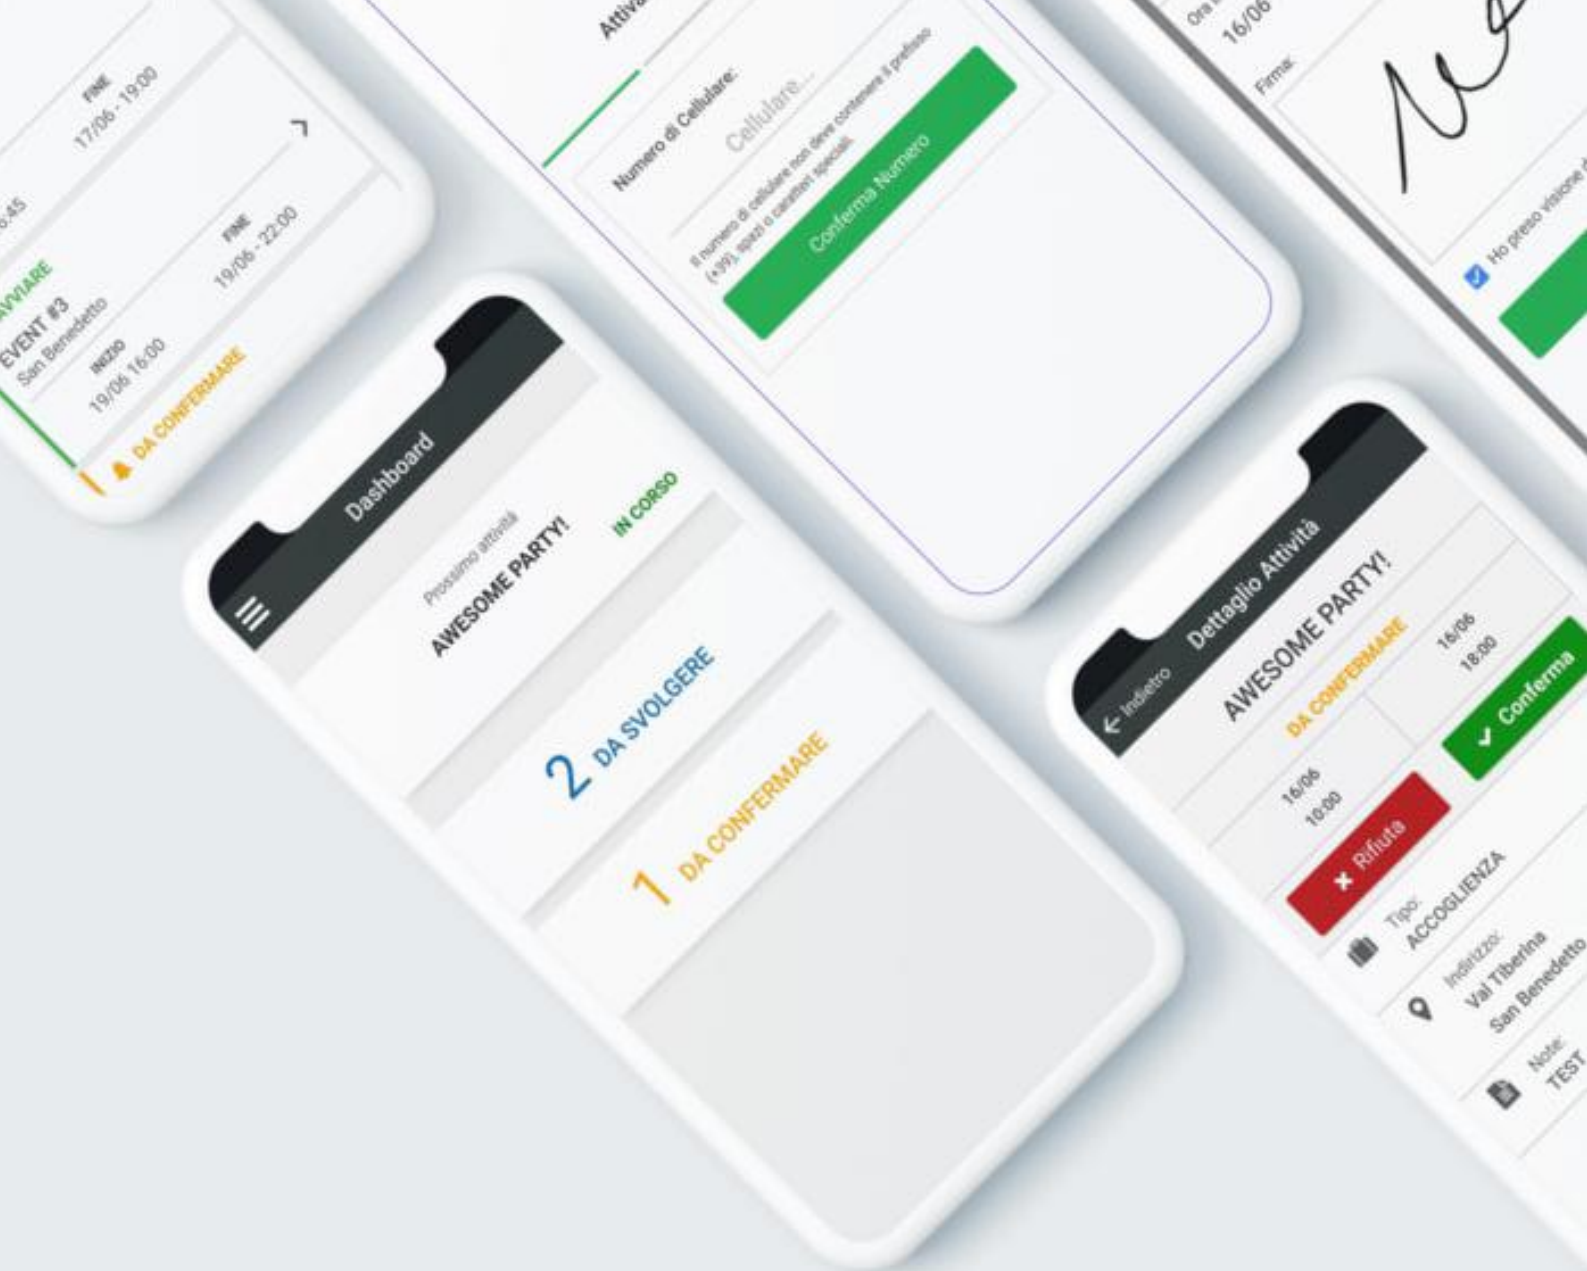 FINE
17/06 - 19:00
EVENT #3
San Benedetto
INIZIO
19/06 16:00
FINE
19/06 - 22:00
DA CONFERMARE
Numero di Cellulare:
Cellulare...
Il numero di cellulare non deve contenere il prefisso
(+39), spazi o caratteri speciali.
Conferma Numero
16/06
Firma:
Ho preso visione
Dashboard
Prossimo attività
AWESOME PARTY!
IN CORSO
2 DA SVOLGERE
1 DA CONFERMARE
Indietro
Dettaglio Attività
AWESOME PARTY!
DA CONFERMARE
16/06
10:00
16/06
18:00
Rifiuta
Conferma
Tipo:
ACCOGLIENZA
Indirizzo:
Val Tiberina
San Benedetto
Note:
TEST